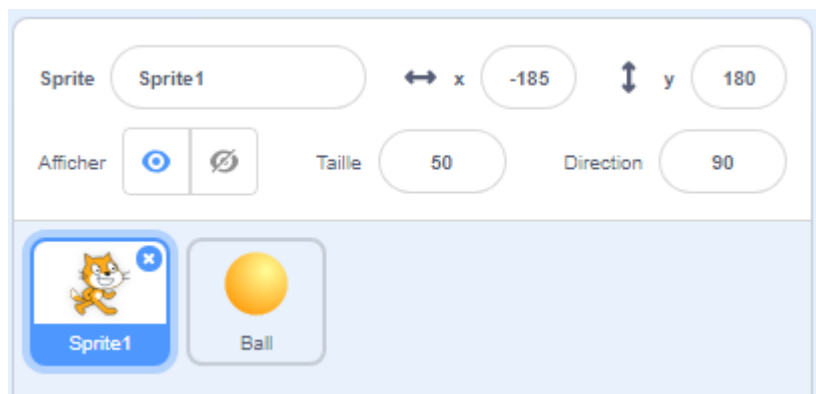 Sprite Sprite1 x -185 y 180
Afficher Taille 50 Direction 90
Sprite1 Ball